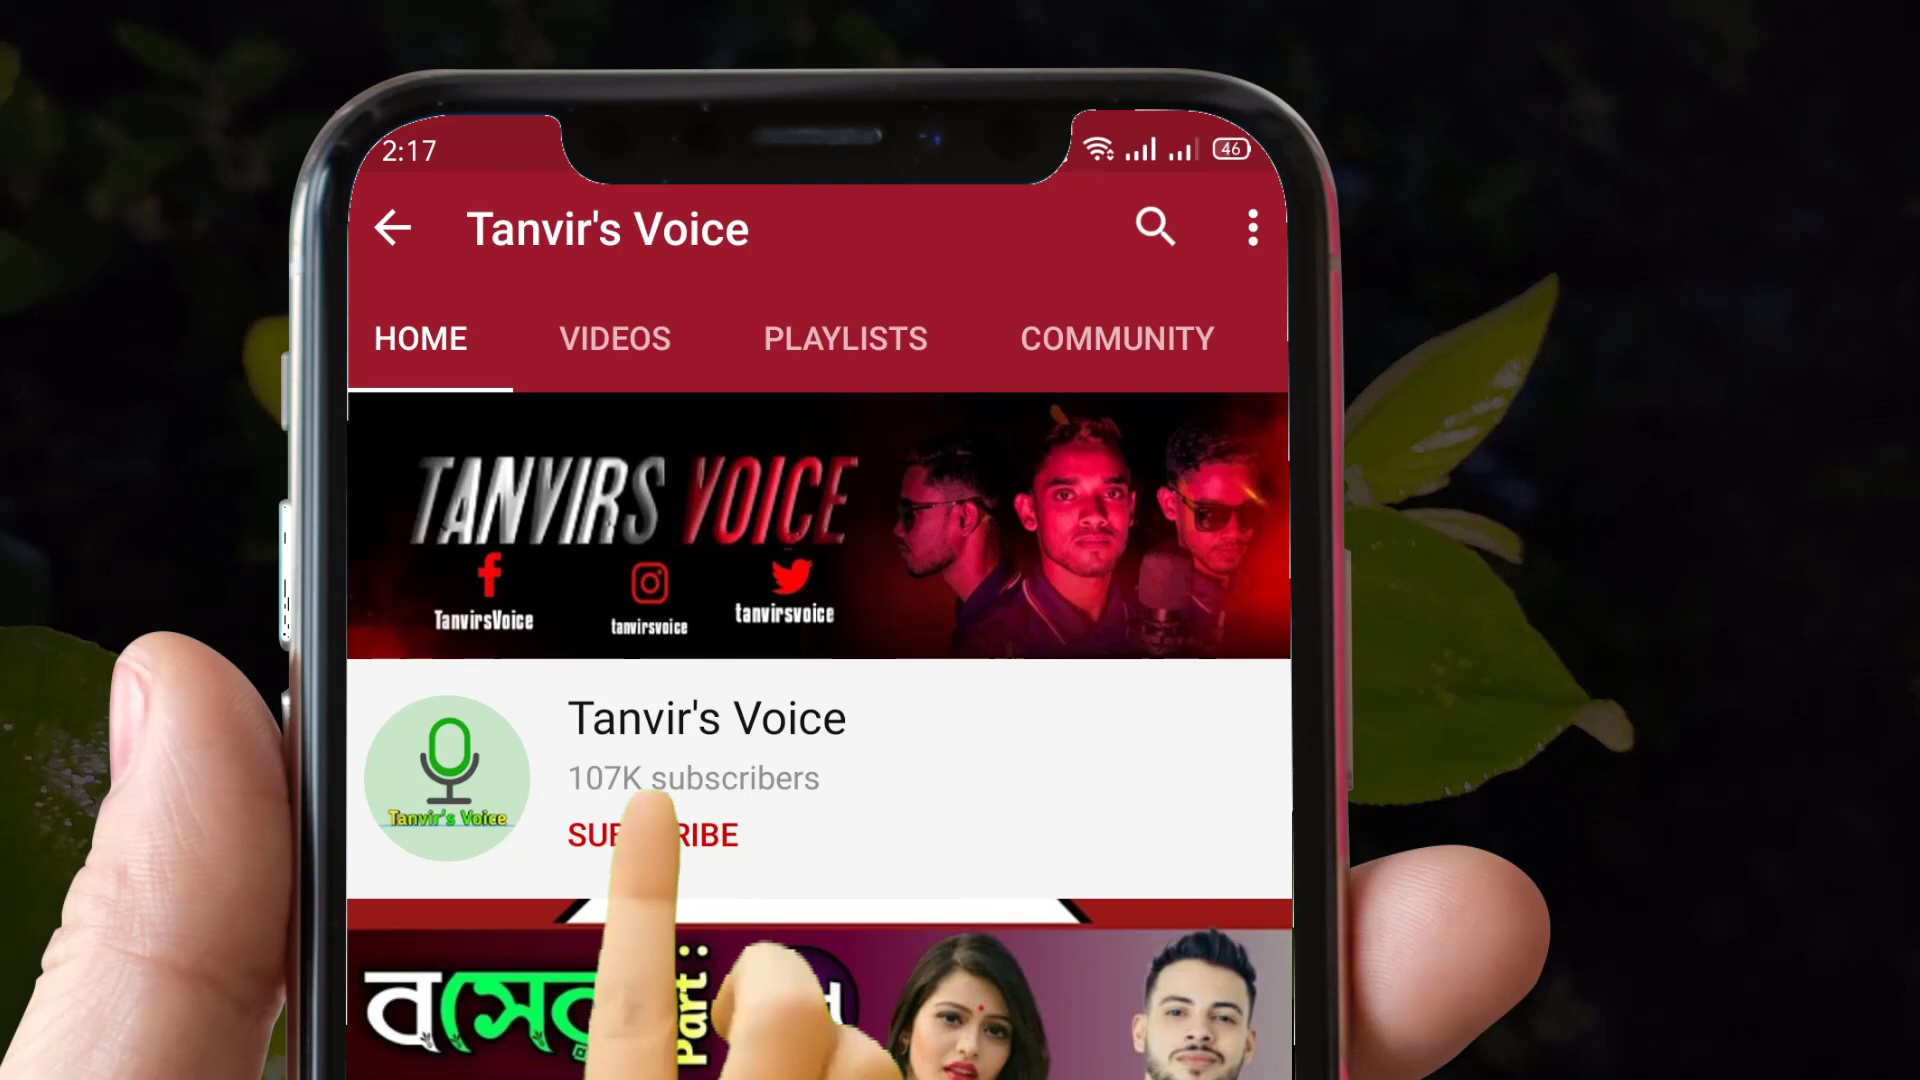 2:17
46
Tanvir's Voice
HOME VIDEOS PLAYLISTS COMMUNITY
TANVIRS VOICE
TanvirsVoice
tanvirsvoice
tanvirsvoice
Tanvir's Voice
Tanvir's Voice
107K subscribers
বসের
Part :